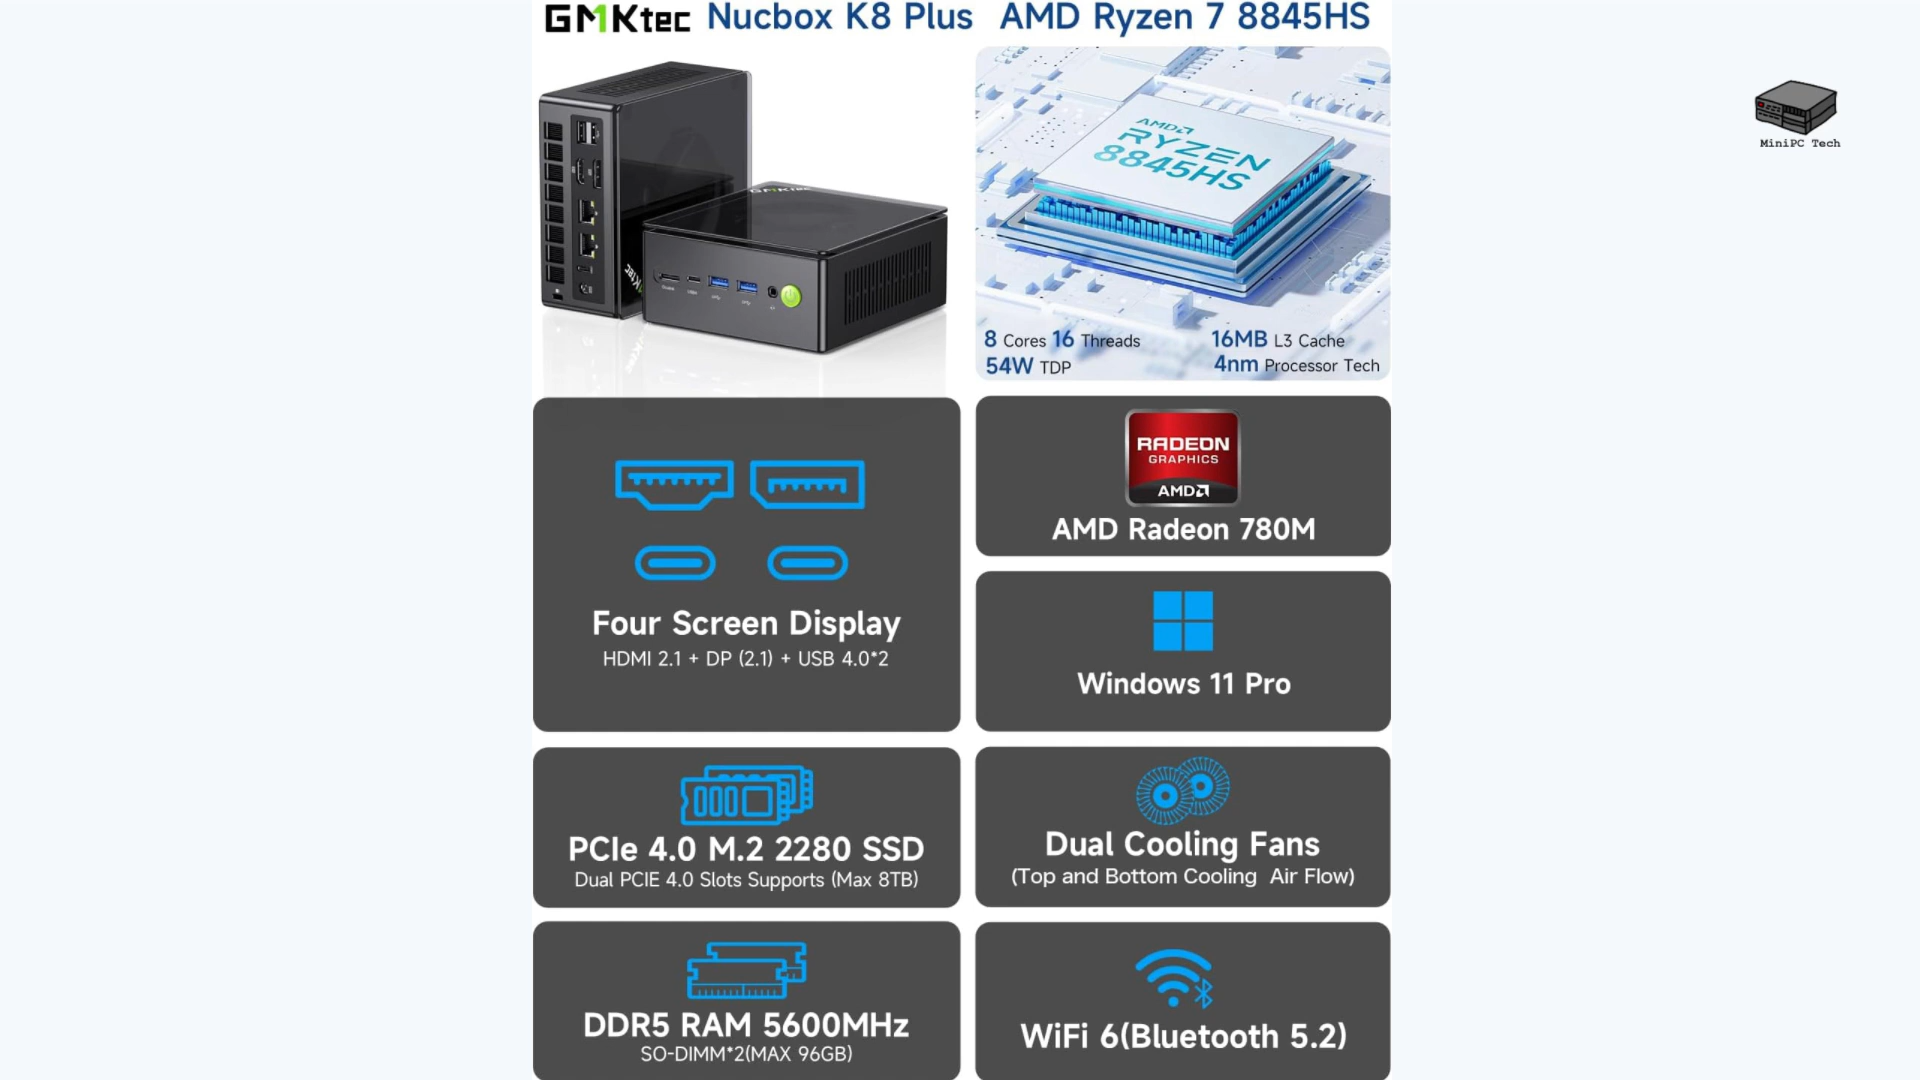 GMKtec Nucbox K8 Plus AMD Ryzen 7 8845HS
MiniPC Tech
GMKtec
GMKtec
AMD
RYZEN
8845HS
8 Cores 16 Threads
54W TDP
16MB L3 Cache
4nm Processor Tech
Four Screen Display
HDMI 2.1 + DP (2.1) + USB 4.0*2
RADEON
GRAPHICS
AMD
AMD Radeon 780M
Windows 11 Pro
PCIe 4.0 M.2 2280 SSD
Dual PCIE 4.0 Slots Supports (Max 8TB)
Dual Cooling Fans
(Top and Bottom Cooling Air Flow)
DDR5 RAM 5600MHz
SO-DIMM*2(MAX 96GB)
WiFi 6(Bluetooth 5.2)